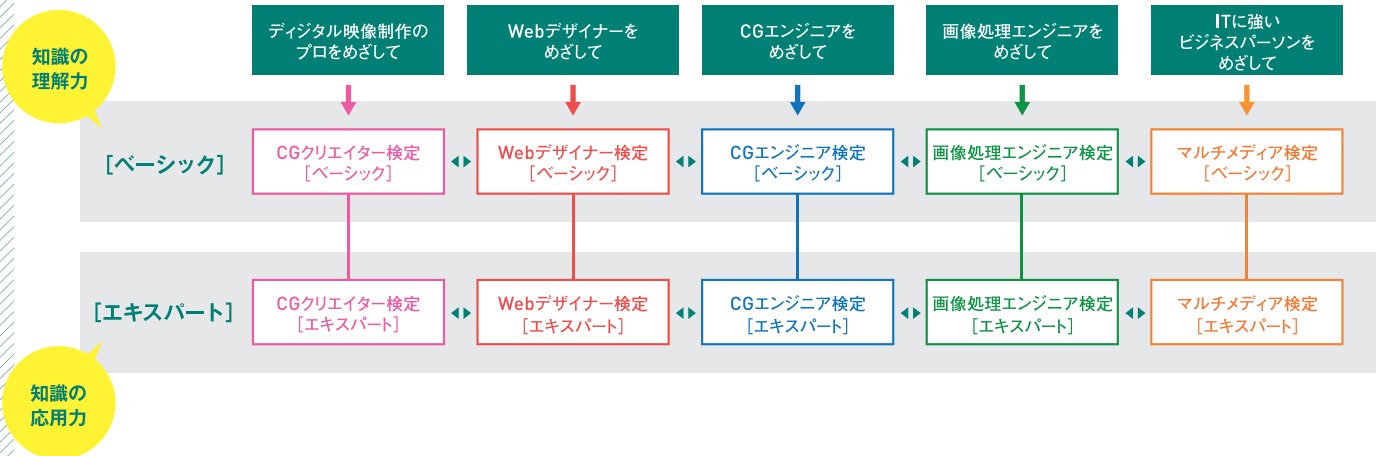 知識の
理解力
ディジタル映像制作の
プロをめざして
Webデザイナーを
めざして
CGエンジニアを
めざして
画像処理エンジニアを
めざして
ITに強い
ビジネスパーソンを
めざして
[ベーシック]
CGクリエイター検定
[ベーシック]
Webデザイナー検定
[ベーシック]
CGエンジニア検定
[ベーシック]
画像処理エンジニア検定
[ベーシック]
マルチメディア検定
[ベーシック]
[エキスパート]
CGクリエイター検定
[エキスパート]
Webデザイナー検定
[エキスパート]
CGエンジニア検定
[エキスパート]
画像処理エンジニア検定
[エキスパート]
マルチメディア検定
[エキスパート]
知識の
応用力